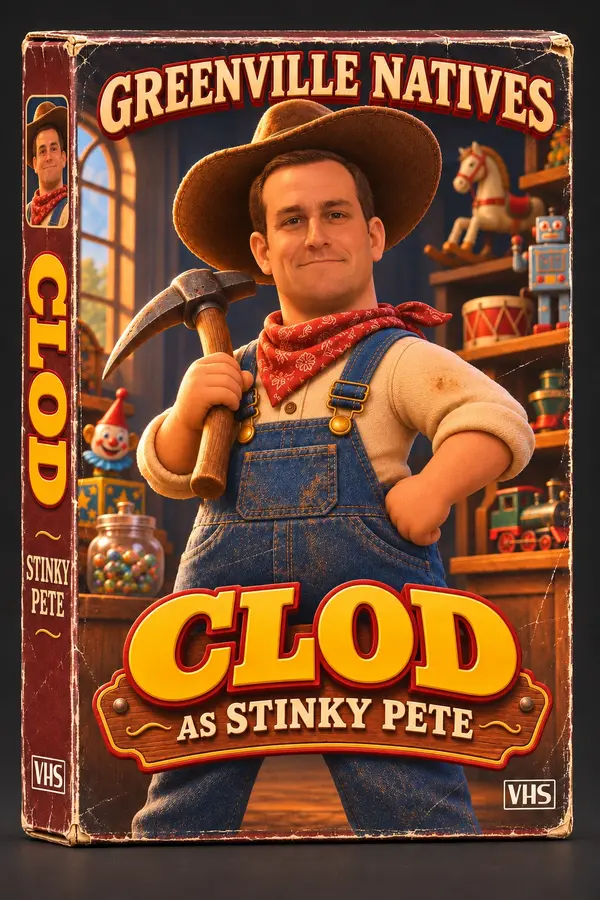 GREENVILLE NATIVES
CLOD
AS STINKY PETE
VHS
CLOD
STINKY
PETE
VHS